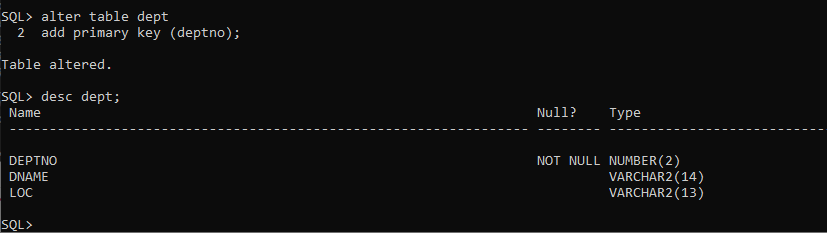 SQL> alter table dept
  2  add primary key (deptno);
Table altered.
SQL> desc dept;
 Name                                                              Null?    Type
 ----------------------------------------------------------------- -------- ---------------------------
 DEPTNO                                                            NOT NULL NUMBER(2)
 DNAME                                                                      VARCHAR2(14)
 LOC                                                                        VARCHAR2(13)
SQL>